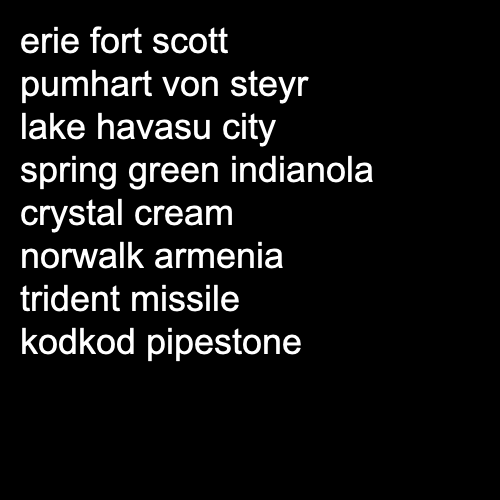 erie fort scott
pumhart von steyr
lake havasu city
spring green indianola
crystal cream
norwalk armenia
trident missile
kodkod pipestone